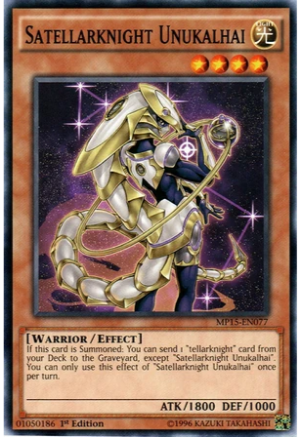 SATELLARKNIGHT UNUKALHAI
LIGHT
光
MP15-EN077
[WARRIOR / EFFECT]
If this card is Summoned: You can send 1 "tellarknight" card from
your Deck to the Graveyard, except "Satellarknight Unukalhai".
You can only use this effect of "Satellarknight Unukalhai" once
per turn.
ATK/1800 DEF/1000
01050186 1st Edition ©1996 KAZUKI TAKAHASHI